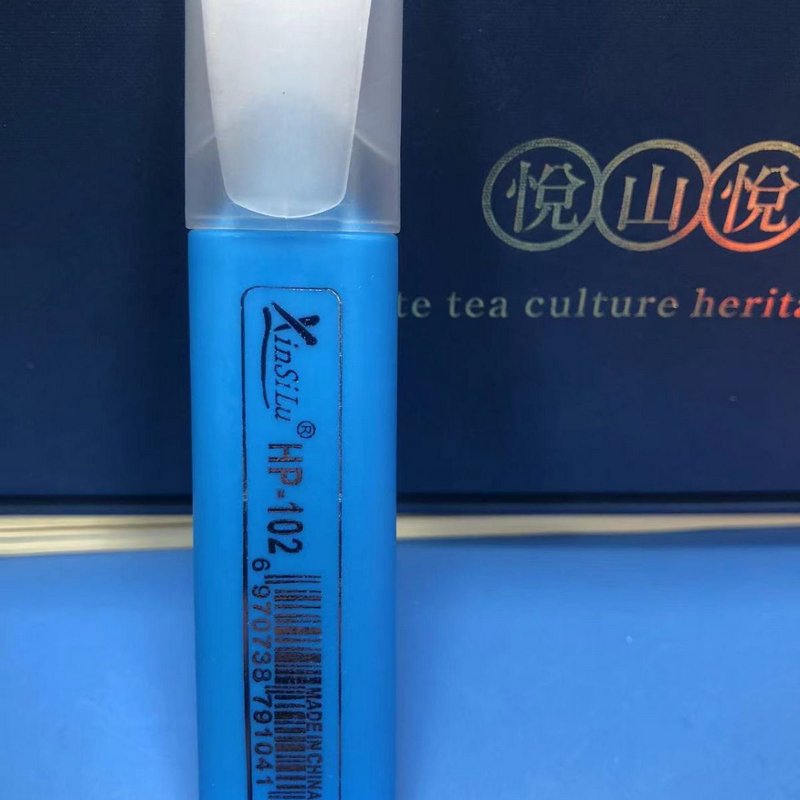 悦山悦
te tea culture herita
XinSiLu®
HP-102
6 970738 791041
MADE IN CHINA